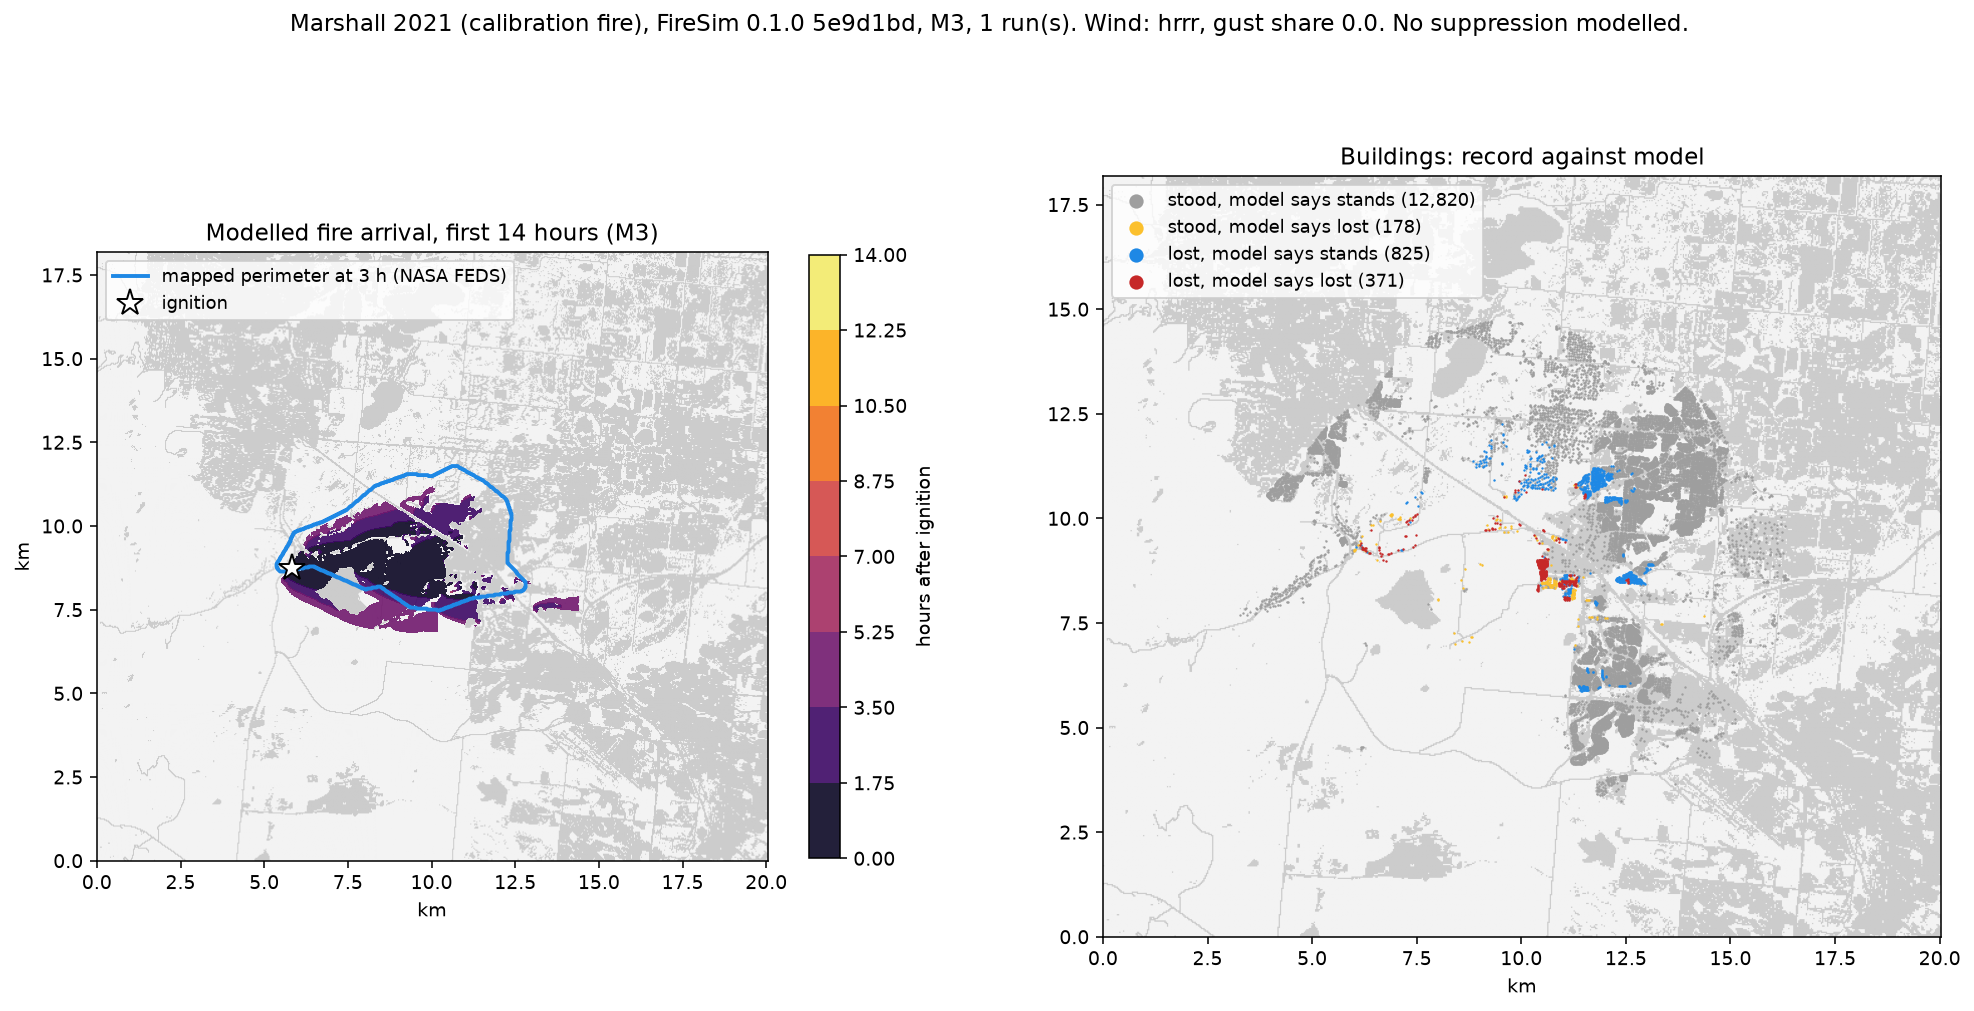 Marshall 2021 (calibration fire), FireSim 0.1.0 5e9d1bd, M3, 1 run(s). Wind: hrrr, gust share 0.0. No suppression modelled.
Modelled fire arrival, first 14 hours (M3)
mapped perimeter at 3 h (NASA FEDS)
ignition
17.5
15.0
12.5
10.0
7.5
5.0
2.5
0.0
km
0.0 2.5 5.0 7.5 10.0 12.5 15.0 17.5 20.0
km
14.00
12.25
10.50
8.75
7.00
5.25
3.50
1.75
0.00
hours after ignition
Buildings: record against model
stood, model says stands (12,820)
stood, model says lost (178)
lost, model says stands (825)
lost, model says lost (371)
17.5
15.0
12.5
10.0
7.5
5.0
2.5
0.0
km
0.0 2.5 5.0 7.5 10.0 12.5 15.0 17.5 20.0
km